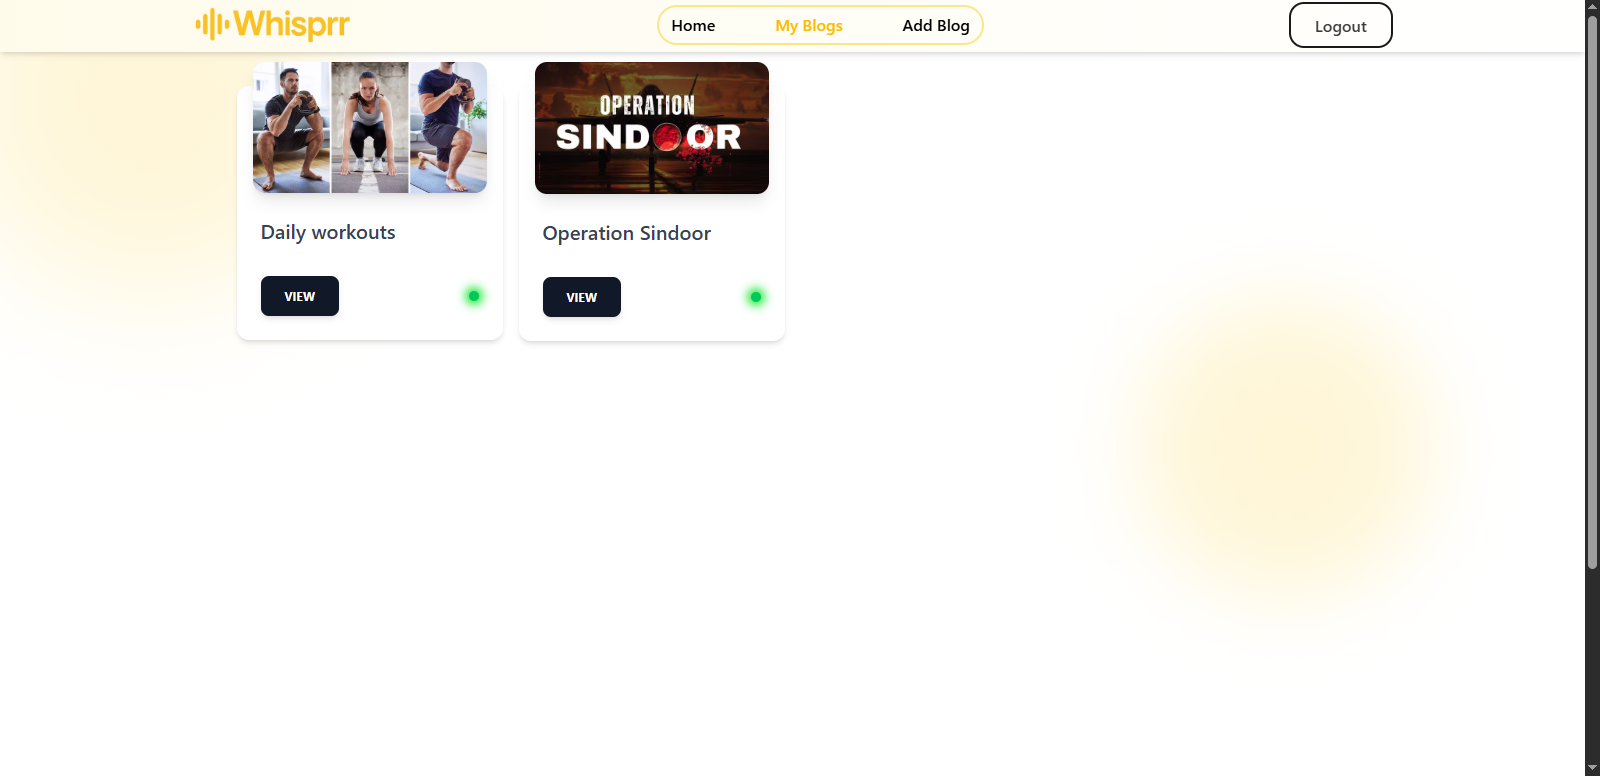 Whisprr
Home
My Blogs
Add Blog
Logout
OPERATION
SINDOOR
Daily workouts
Operation Sindoor
VIEW
VIEW